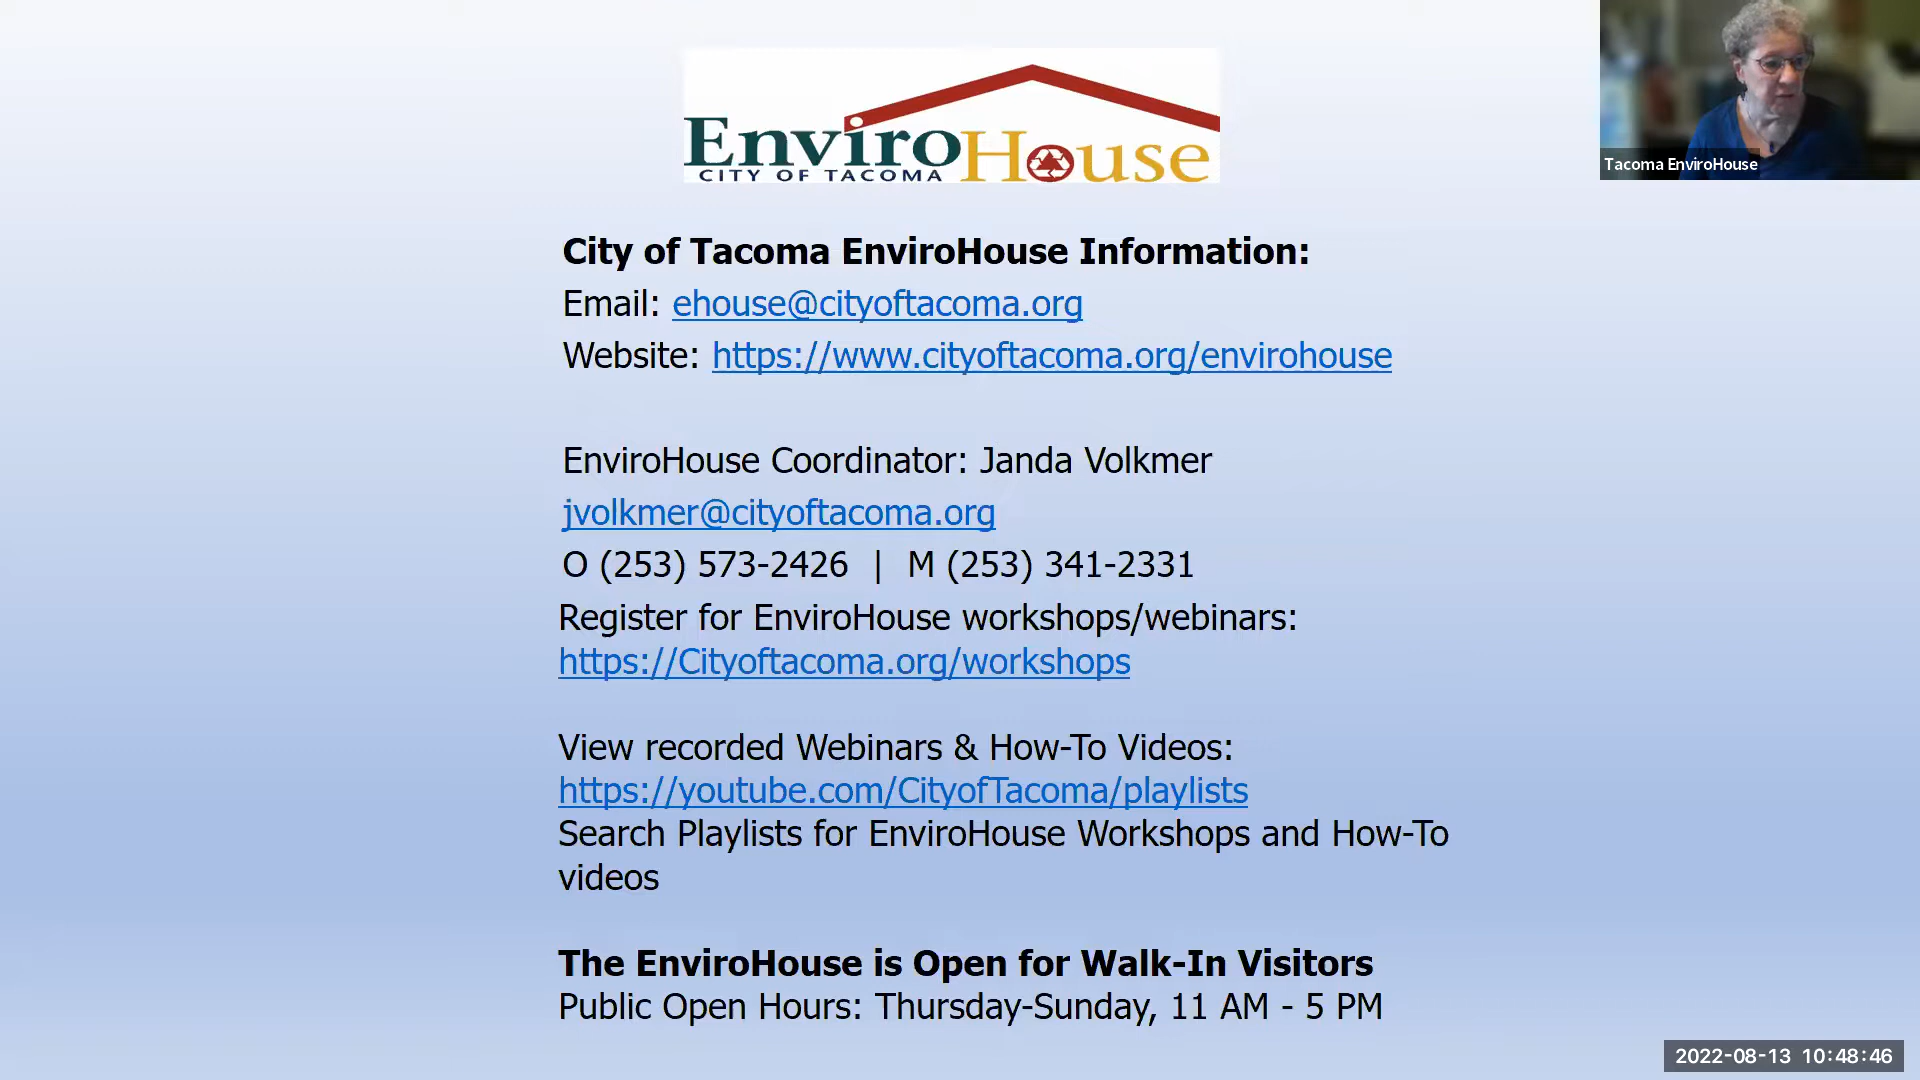 EnviroHouse
CITY OF TACOMA
Tacoma EnviroHouse
City of Tacoma EnviroHouse Information:
Email: ehouse@cityoftacoma.org
Website: https://www.cityoftacoma.org/envirohouse
EnviroHouse Coordinator: Janda Volkmer
jvolkmer@cityoftacoma.org
O (253) 573-2426 | M (253) 341-2331
Register for EnviroHouse workshops/webinars:
https://Cityoftacoma.org/workshops
View recorded Webinars & How-To Videos:
https://youtube.com/CityofTacoma/playlists
Search Playlists for EnviroHouse Workshops and How-To
videos
The EnviroHouse is Open for Walk-In Visitors
Public Open Hours: Thursday-Sunday, 11 AM - 5 PM
2022-08-13 10:48:46